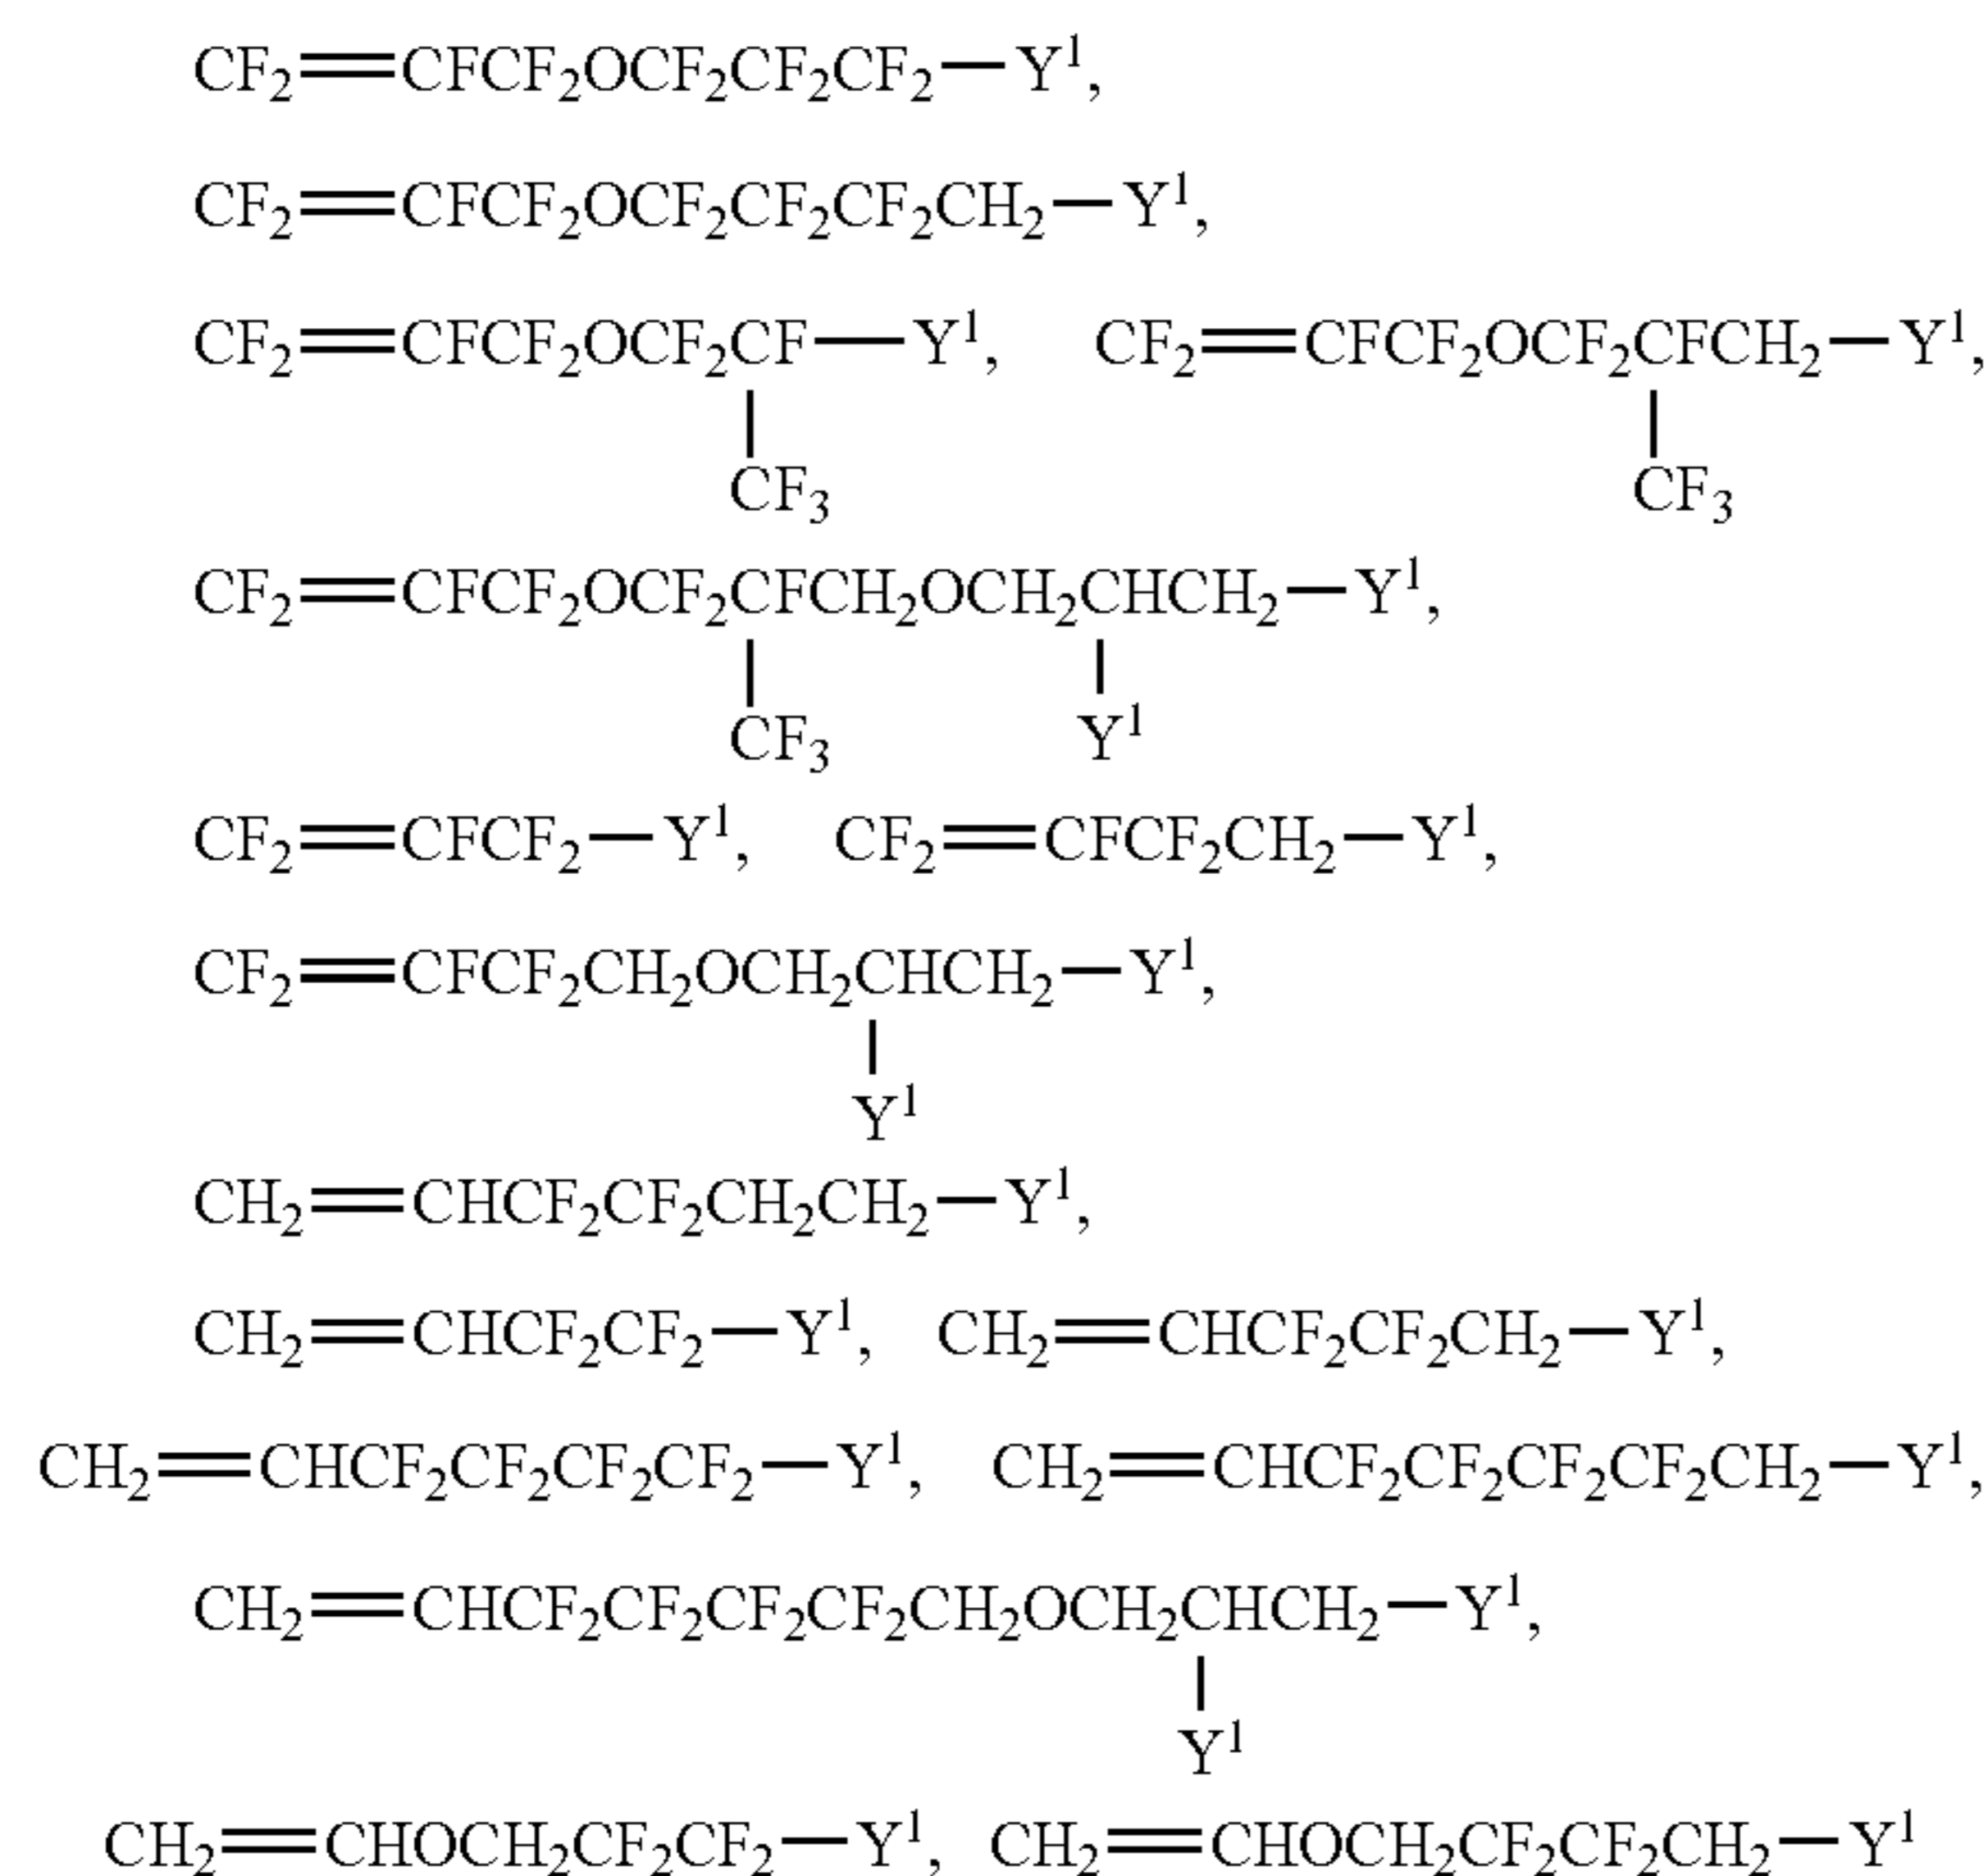 CF₂=CFCF₂OCF₂CF₂CF₂—Y¹,
CF₂=CFCF₂OCF₂CF₂CF₂CH₂—Y¹,
CF₂=CFCF₂OCF₂CF—Y¹, CF₂=CFCF₂OCF₂CFCH₂—Y¹,
CF₃ CF₃
CF₂=CFCF₂OCF₂CFCH₂OCH₂CHCH₂—Y¹,
CF₃ Y¹
CF₂=CFCF₂—Y¹, CF₂=CFCF₂CH₂—Y¹,
CF₂=CFCF₂CH₂OCH₂CHCH₂—Y¹,
Y¹
CH₂=CHCF₂CF₂CH₂CH₂—Y¹,
CH₂=CHCF₂CF₂—Y¹, CH₂=CHCF₂CF₂CH₂—Y¹,
CH₂=CHCF₂CF₂CF₂CF₂—Y¹, CH₂=CHCF₂CF₂CF₂CF₂CH₂—Y¹,
CH₂=CHCF₂CF₂CF₂CF₂CH₂OCH₂CHCH₂—Y¹,
Y¹
CH₂=CHOCH₂CF₂CF₂—Y¹, CH₂=CHOCH₂CF₂CF₂CH₂—Y¹